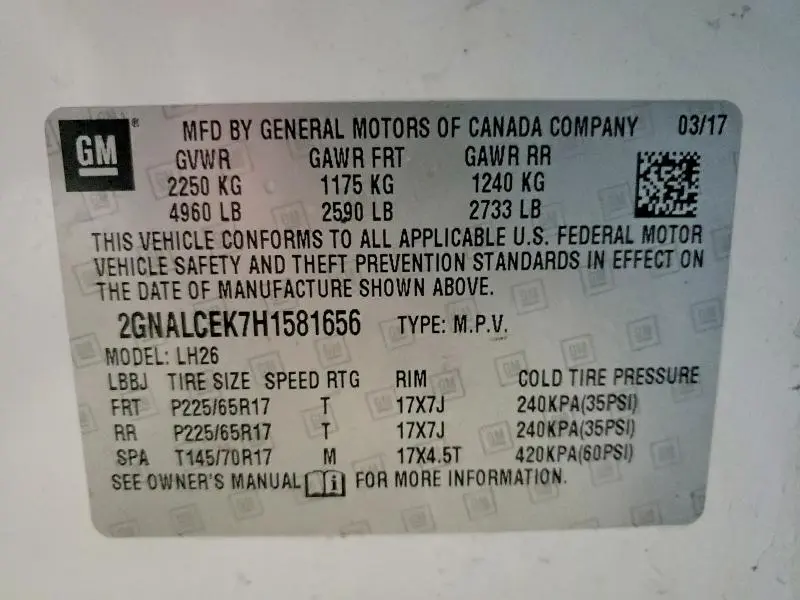 GM® MFD BY GENERAL MOTORS OF CANADA COMPANY 03/17
GVWR GAWR FRT GAWR RR
2250 KG 1175 KG 1240 KG
4960 LB 2590 LB 2733 LB
THIS VEHICLE CONFORMS TO ALL APPLICABLE U.S. FEDERAL MOTOR
VEHICLE SAFETY AND THEFT PREVENTION STANDARDS IN EFFECT ON
THE DATE OF MANUFACTURE SHOWN ABOVE.
2GNALCEK7H1581656 TYPE: M.P.V.
MODEL: LH26
LBBJ TIRE SIZE SPEED RTG RIM COLD TIRE PRESSURE
FRT P225/65R17 T 17X7J 240KPA(35PSI)
RR P225/65R17 T 17X7J 240KPA(35PSI)
SPA T145/70R17 M 17X4.5T 420KPA(60PSI)
SEE OWNER'S MANUAL i FOR MORE INFORMATION.